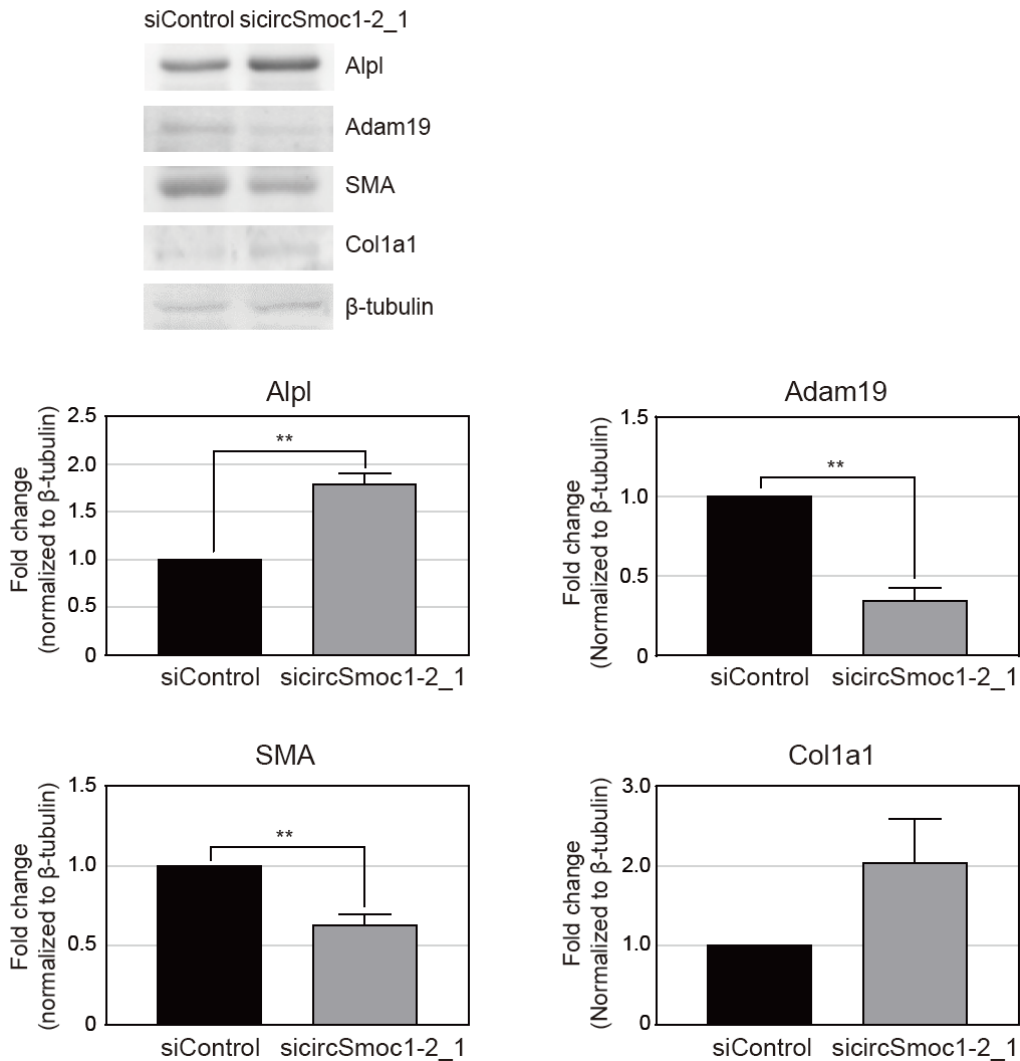 siControl sicircSmoc1-2_1
Alpl
Adam19
SMA
Col1a1
β-tubulin
Alpl
Fold change
(normalized to β-tubulin)
2.5
2.0
1.5
1.0
0.5
0
**
siControl sicircSmoc1-2_1
Adam19
Fold change
(Normalized to β-tubulin)
1.5
1.0
0.5
0
**
siControl sicircSmoc1-2_1
SMA
Fold change
(normalized to β-tubulin)
1.5
1.0
0.5
0
**
siControl sicircSmoc1-2_1
Col1a1
Fold change
(Normalized to β-tubulin)
3.0
2.0
1.0
0
siControl sicircSmoc1-2_1